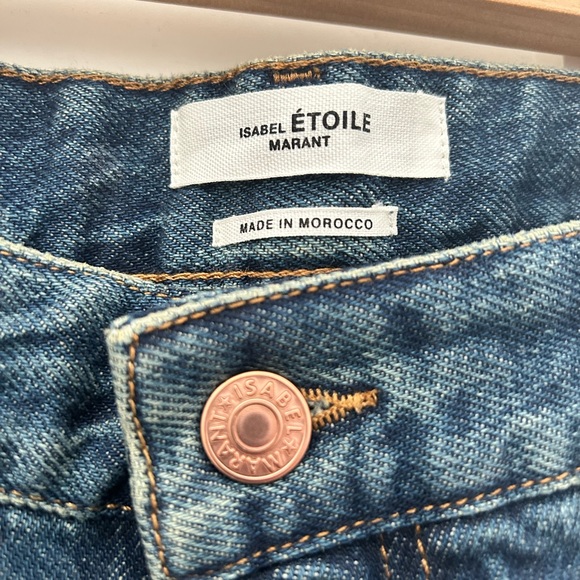 ISABEL ÉTOILE
MARANT
MADE IN MOROCCO
ISABEL MARANT